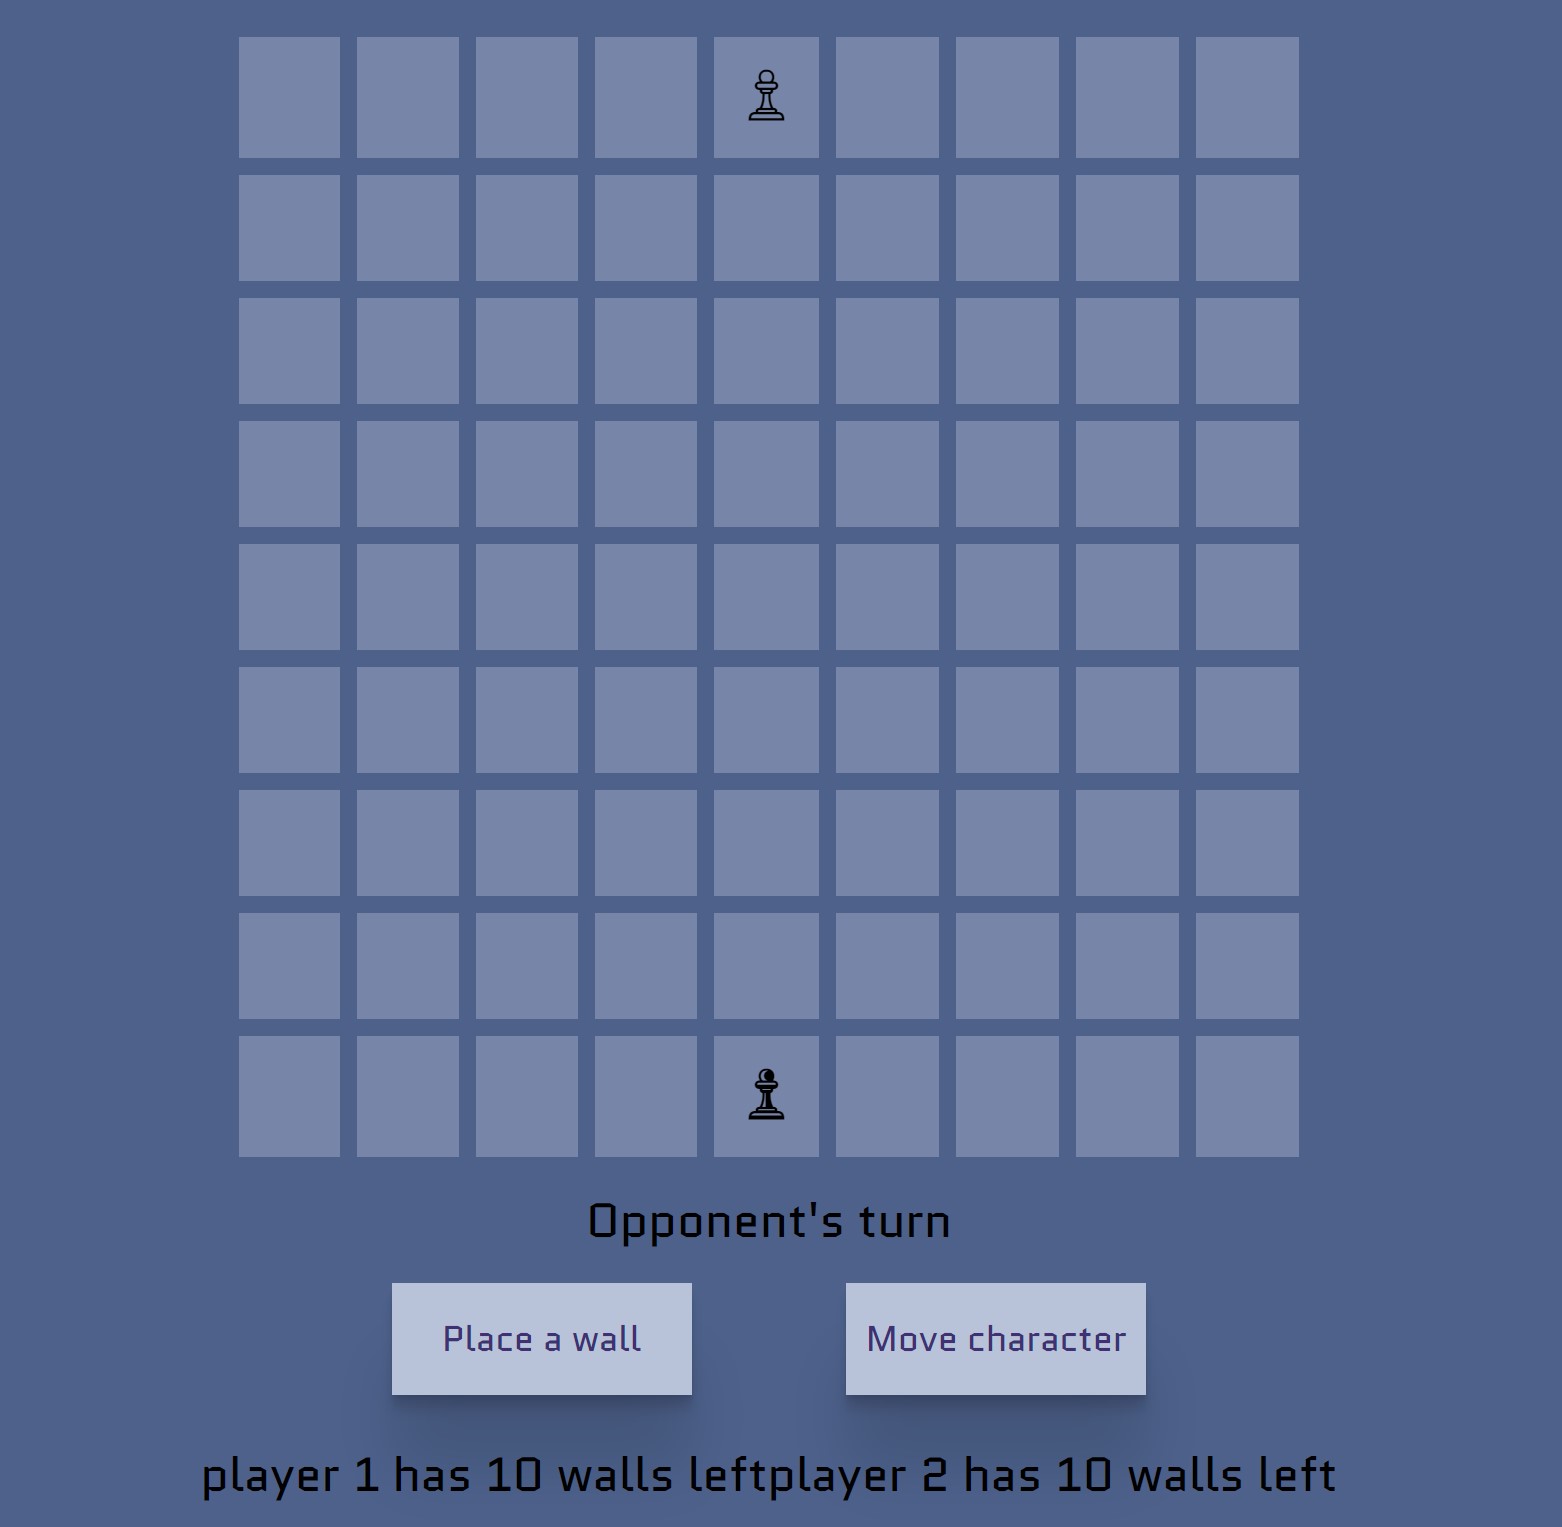 Opponent's turn
Place a wall
Move character
player 1 has 10 walls leftplayer 2 has 10 walls left